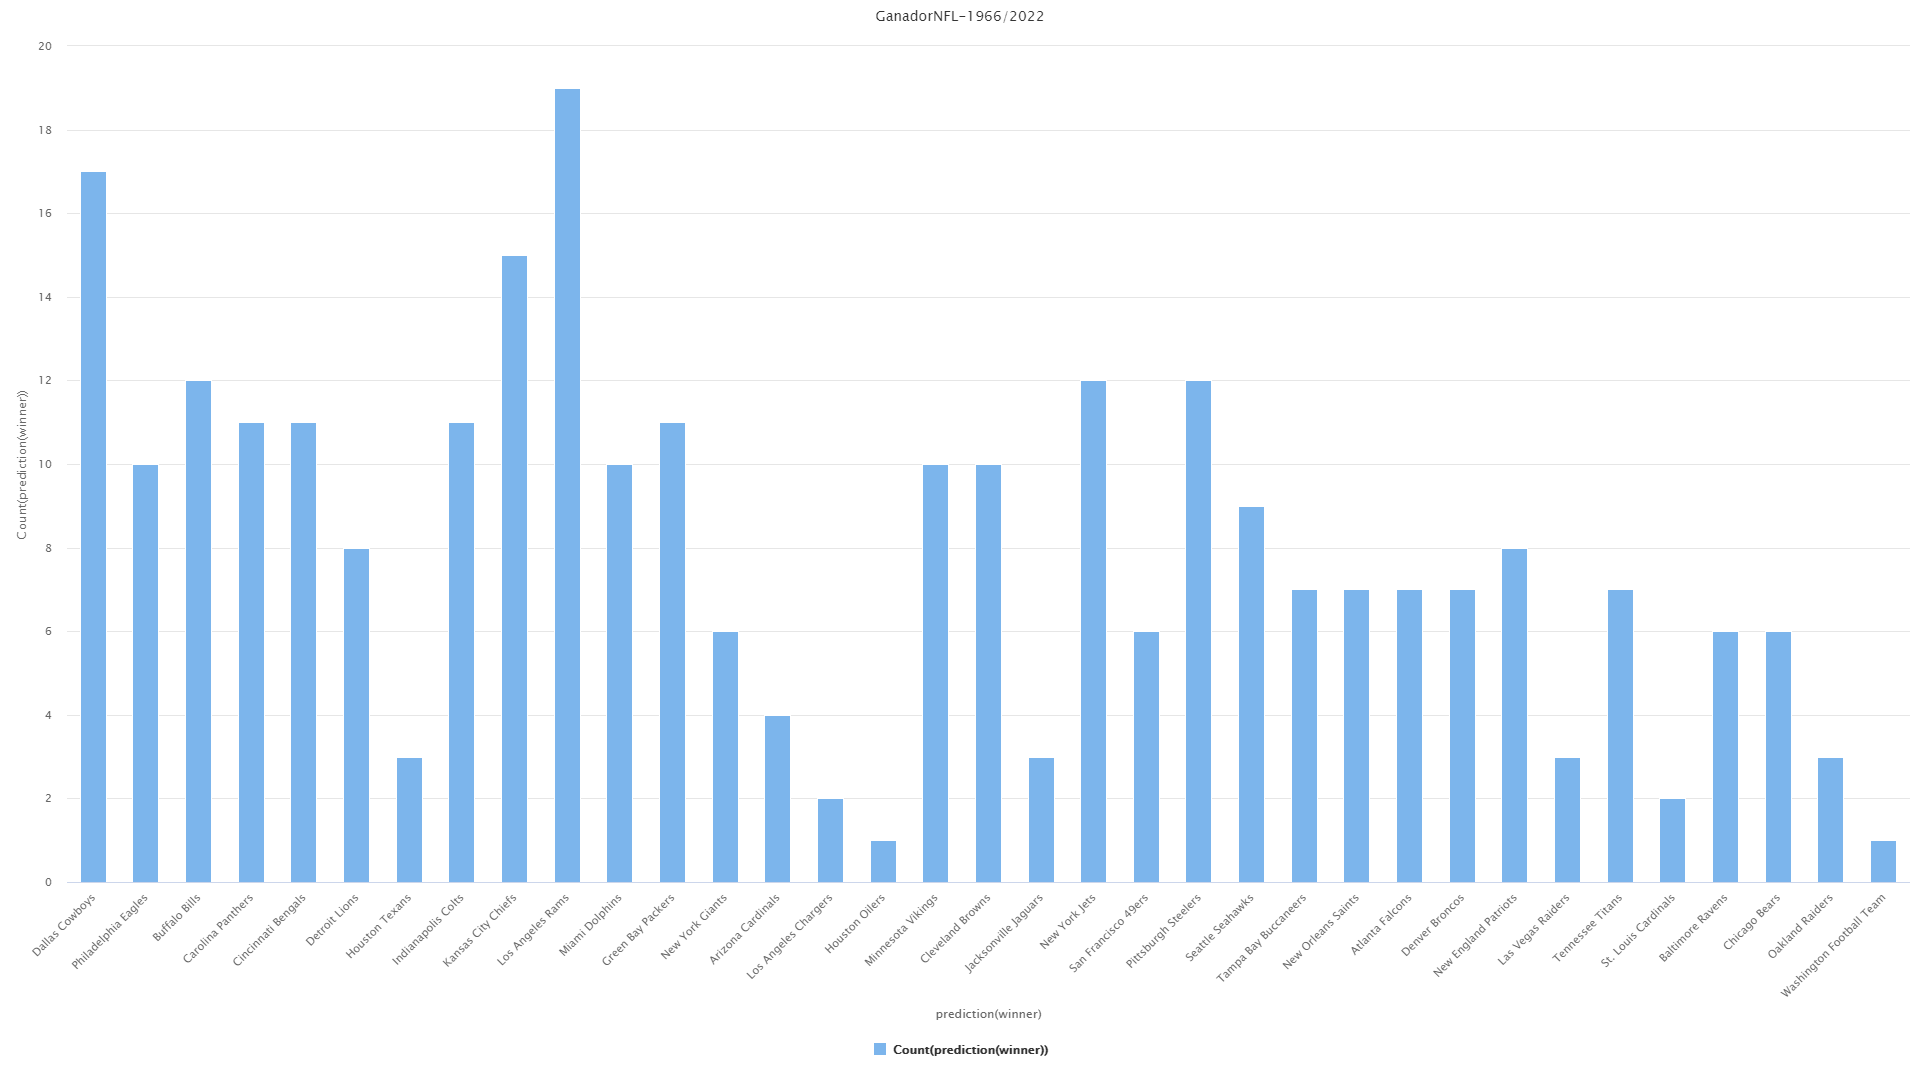 GanadorNFL-1966/2022
20
18
16
14
12
10
8
6
4
2
0
Count(prediction(winner))
Dallas Cowboys
Philadelphia Eagles
Buffalo Bills
Carolina Panthers
Cincinnati Bengals
Detroit Lions
Houston Texans
Indianapolis Colts
Kansas City Chiefs
Los Angeles Rams
Miami Dolphins
Green Bay Packers
New York Giants
Arizona Cardinals
Los Angeles Chargers
Houston Oilers
Minnesota Vikings
Cleveland Browns
Jacksonville Jaguars
New York Jets
San Francisco 49ers
Pittsburgh Steelers
Seattle Seahawks
Tampa Bay Buccaneers
New Orleans Saints
Atlanta Falcons
Denver Broncos
New England Patriots
Las Vegas Raiders
Tennessee Titans
St. Louis Cardinals
Baltimore Ravens
Chicago Bears
Oakland Raiders
Washington Football Team
prediction(winner)
Count(prediction(winner))